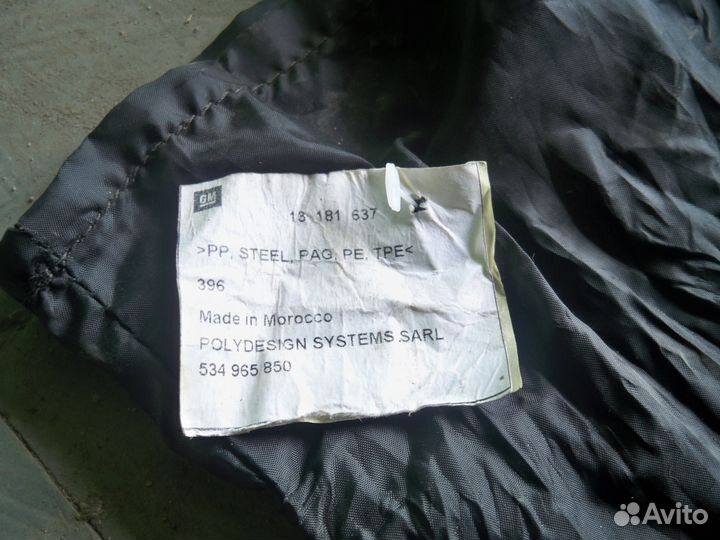 GM
13 181 637
>PP, STEEL, PAG, PE, TPE<
396
Made in Morocco
POLYDESIGN SYSTEMS SARL
534 965 850
Avito